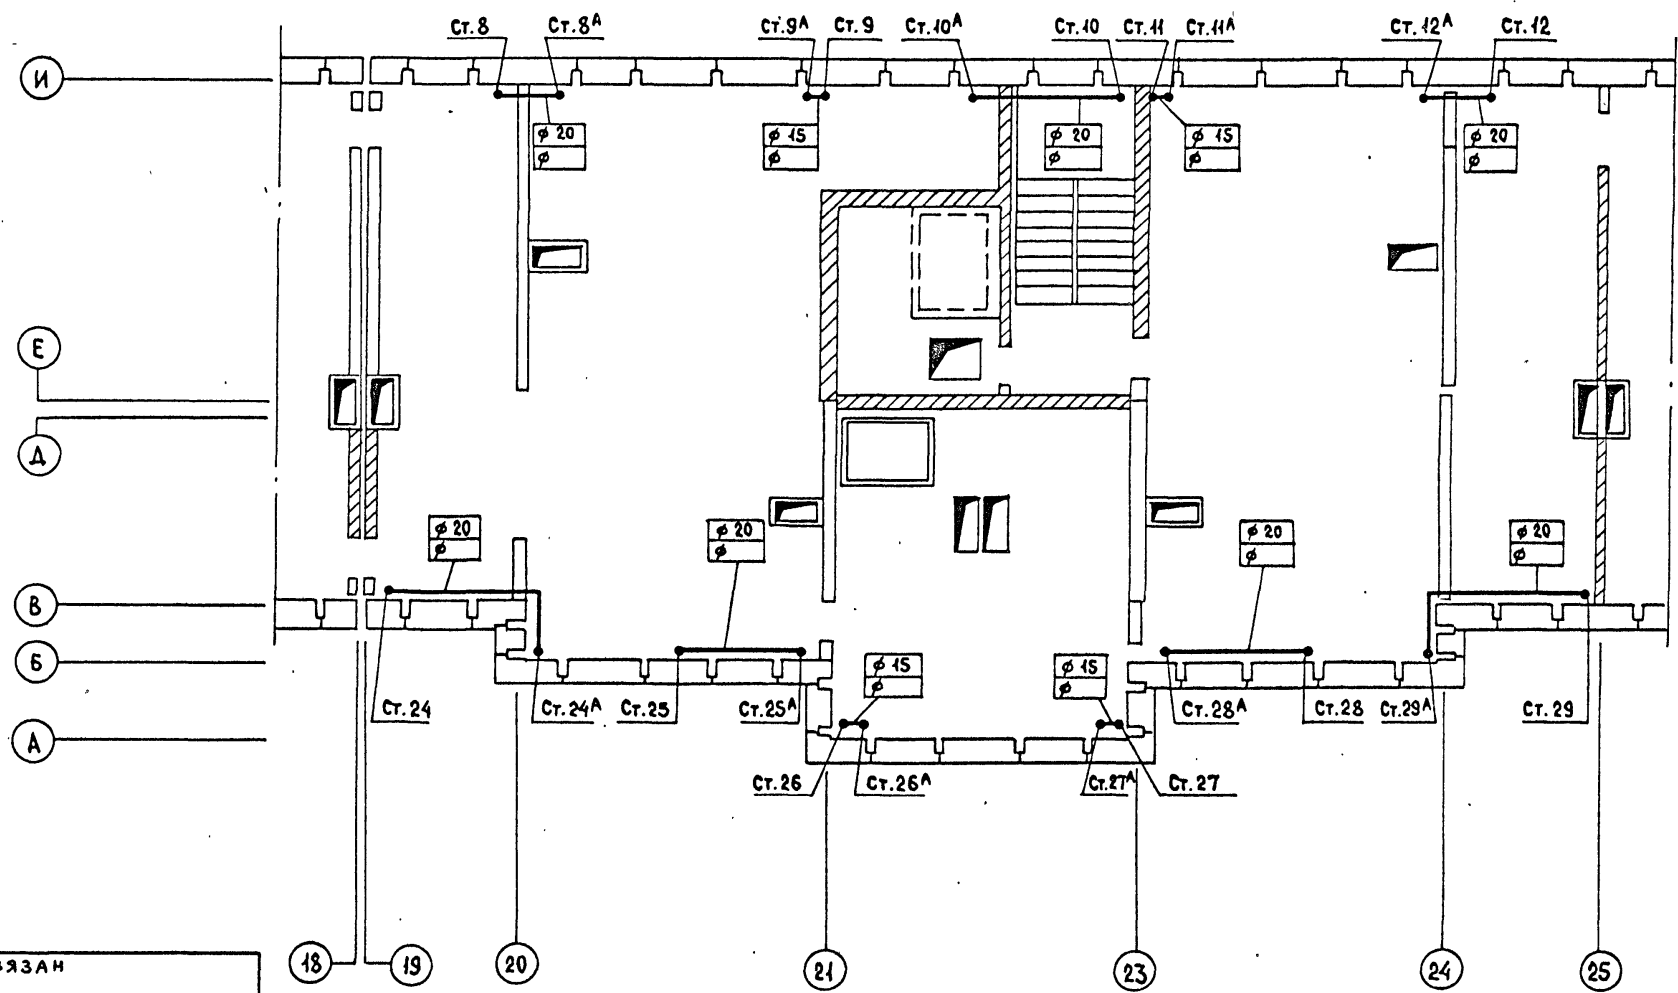 Ст.8 Ст.8А Ст.9А Ст.9 Ст.10А Ст.10 Ст.11 Ст.11А Ст.12А Ст.12
И
ϕ 20 ϕ 15 ϕ 20 ϕ 15 ϕ 20
ϕ ϕ ϕ ϕ ϕ
Е
Д
ϕ 20 ϕ 20 ϕ 20 ϕ 20
ϕ ϕ ϕ ϕ
В
Б
ϕ 15 ϕ 15
ϕ ϕ
Ст.24 Ст.24А Ст.25 Ст.25А Ст.28А Ст.28 Ст.29А Ст.29
А
Ст.26 Ст.26А Ст.27А Ст.27
18 19 20 21 23 24 25